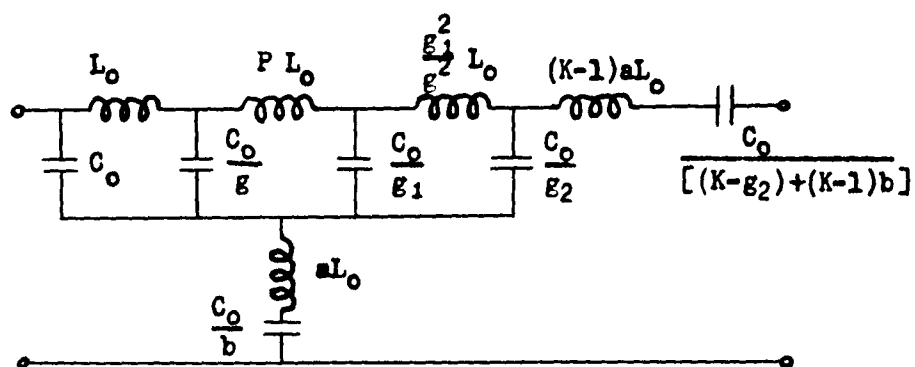 L₀
P L₀
g₁²
g² L₀
(K-1)aL₀
C₀
C₀
g
C₀
g₁
C₀
g₂
C₀
[(K-g₂)+(K-1)b]
aL₀
C₀
b